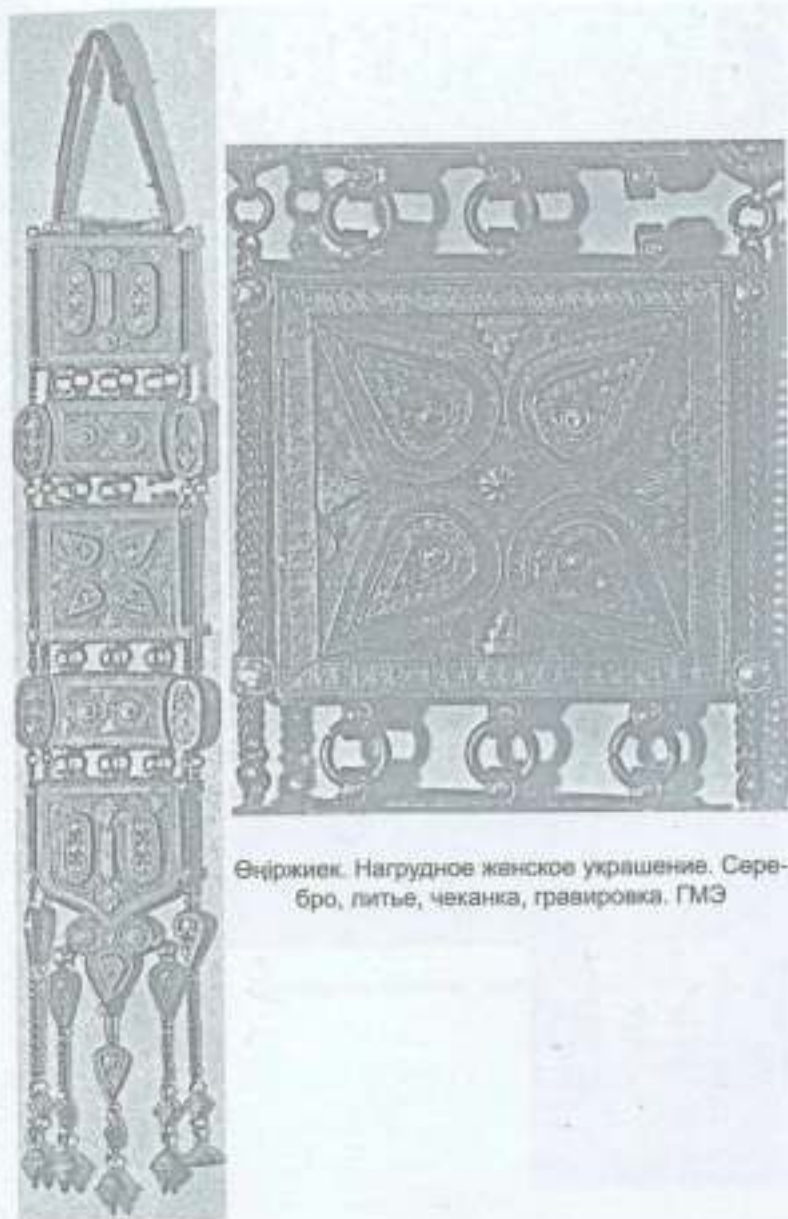 Өңіржиек. Нагрудное женское украшение. Сере-
бро, литье, чеканка, гравировка. ГМЭ